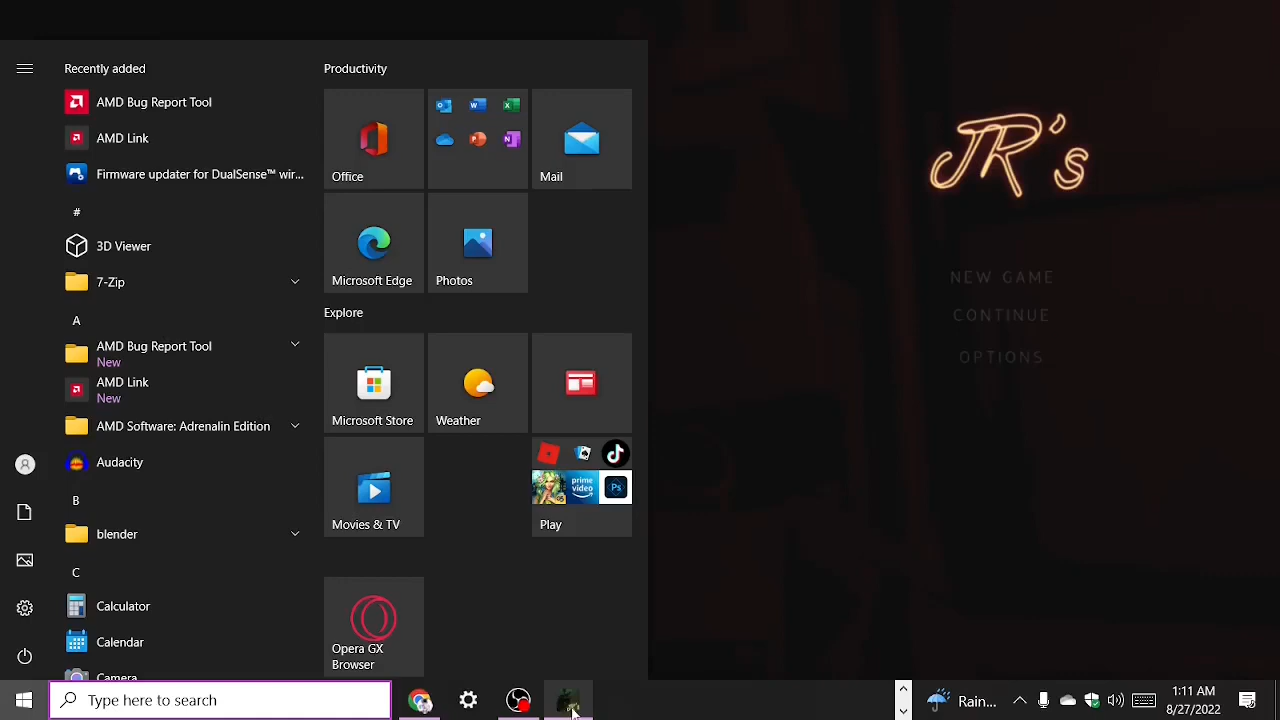 Recently added
AMD Bug Report Tool
AMD Link
Firmware updater for DualSense™ wir...
#
3D Viewer
7-Zip
A
AMD Bug Report Tool
New
AMD Link
New
AMD Software: Adrenalin Edition
Audacity
B
blender
C
Calculator
Calendar
Camera
Productivity
Office
Mail
Microsoft Edge
Photos
Explore
Microsoft Store
Weather
Movies & TV
prime video
Ps
Play
Opera GX
Browser
JR's
NEW GAME
CONTINUE
OPTIONS
Type here to search
Rain...
1:11 AM
8/27/2022